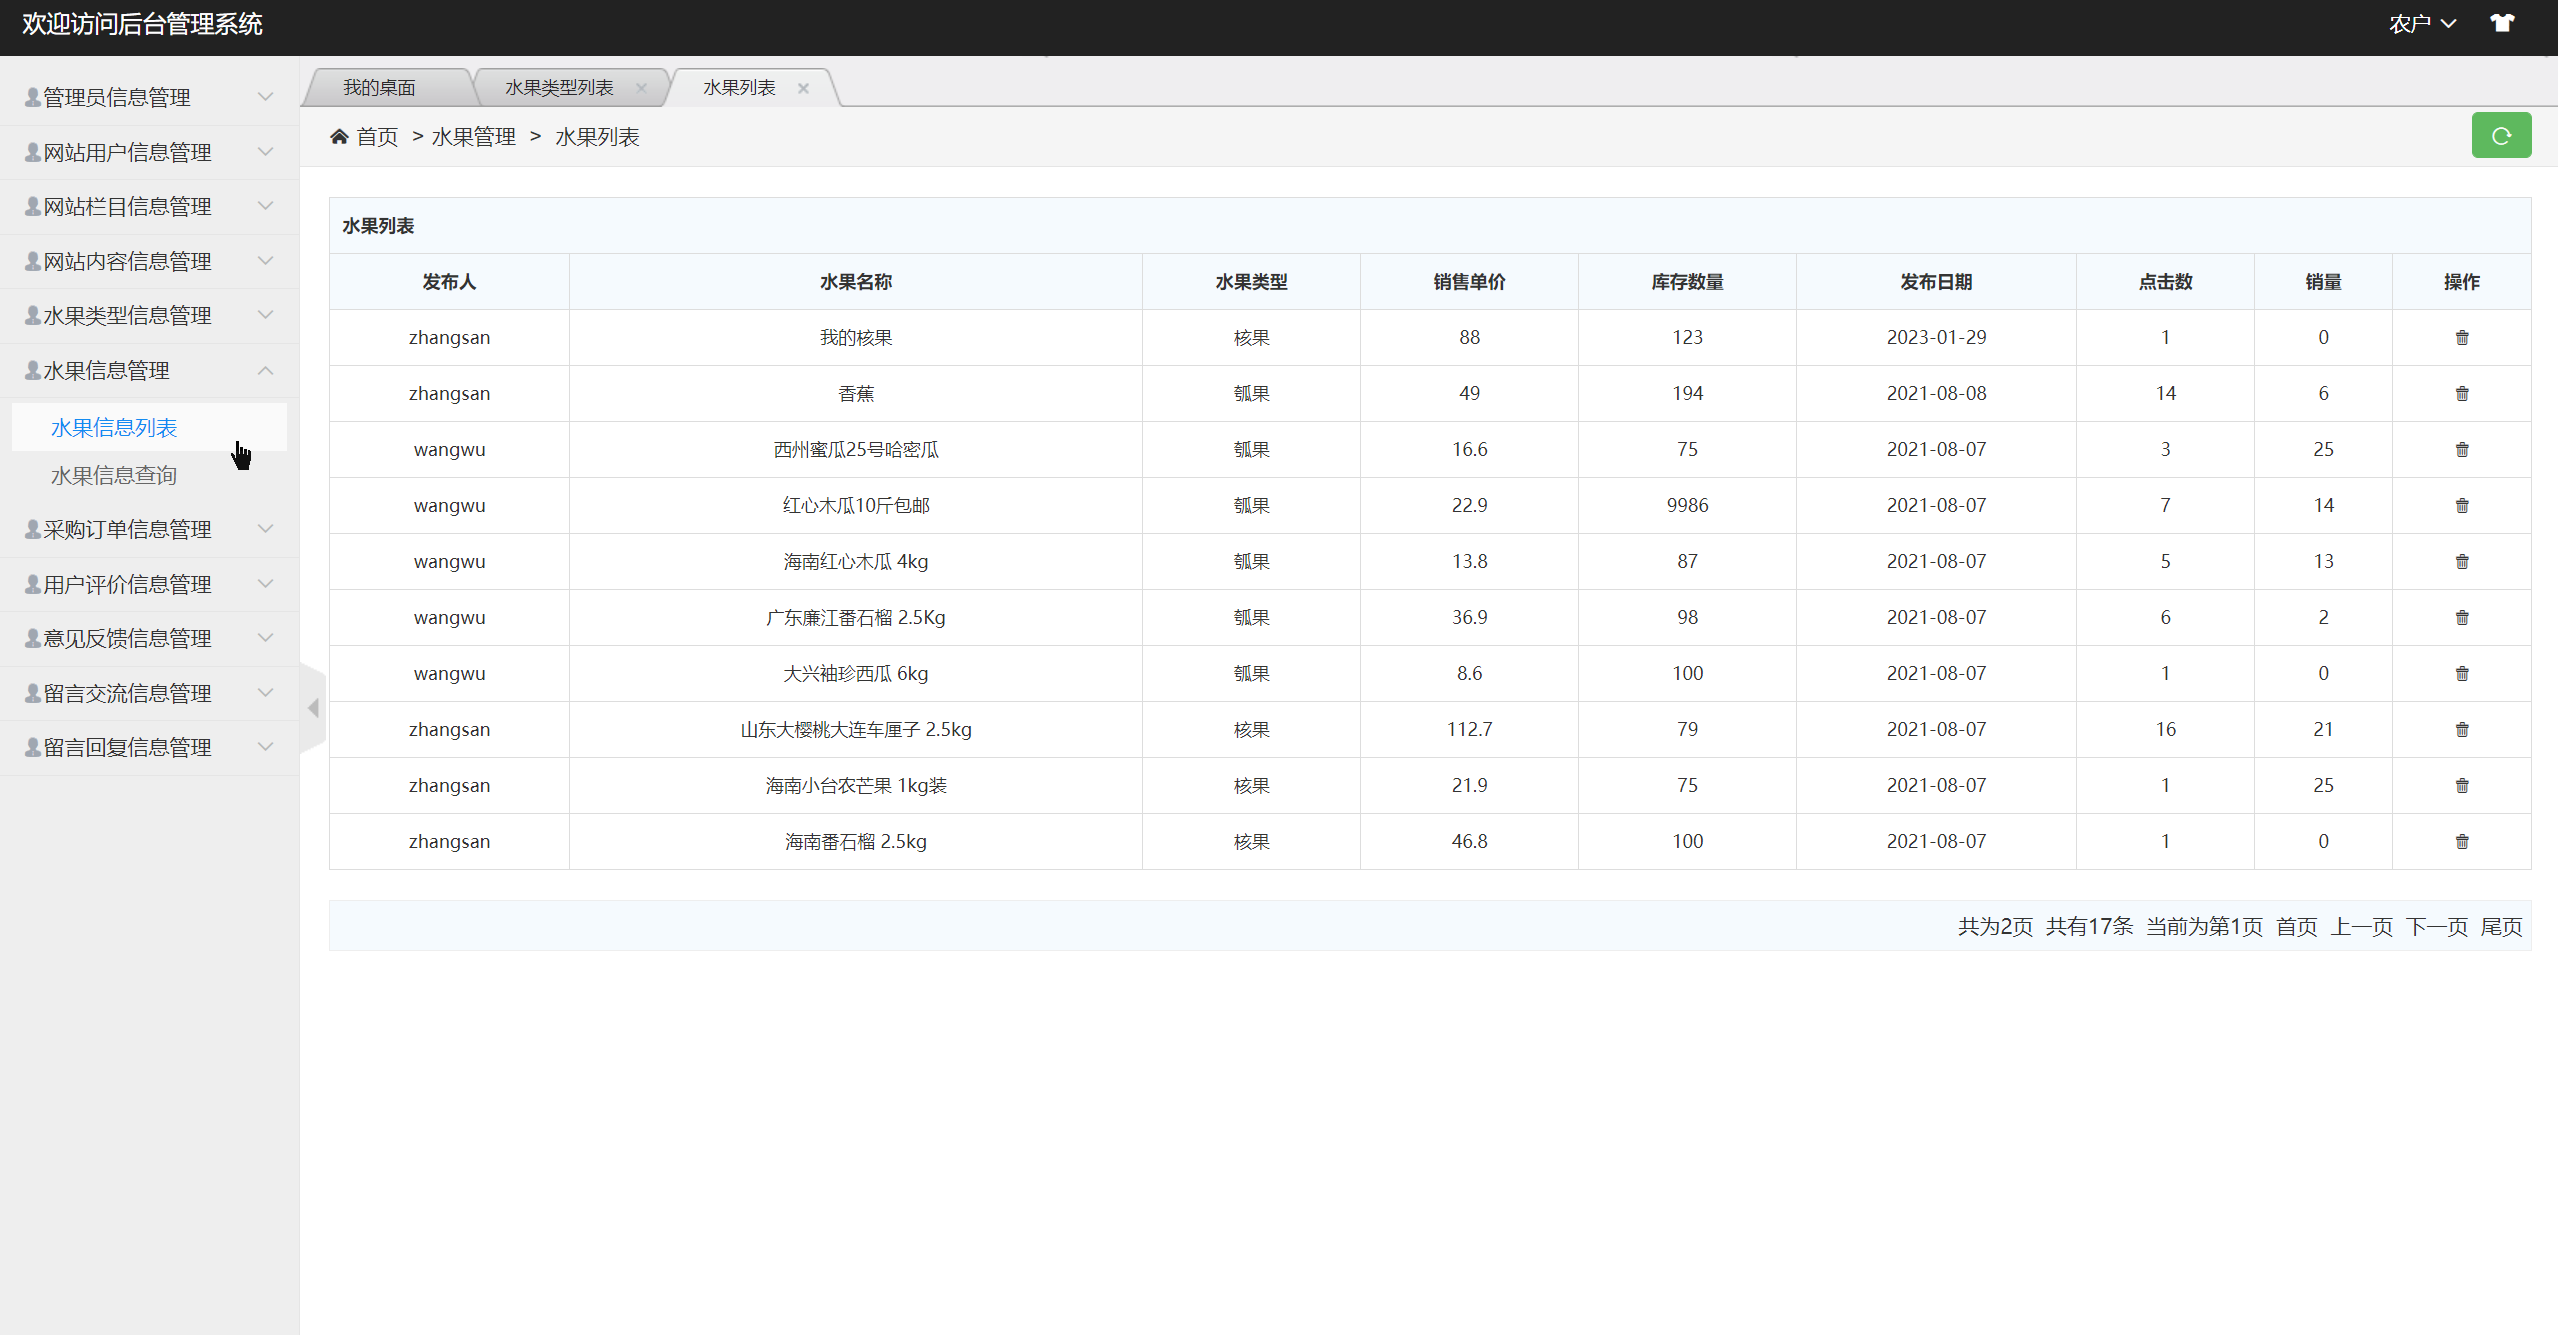 欢迎访问后台管理系统
农户
管理员信息管理
网站用户信息管理
网站栏目信息管理
网站内容信息管理
水果类型信息管理
水果信息管理
水果信息列表
水果信息查询
采购订单信息管理
用户评价信息管理
意见反馈信息管理
留言交流信息管理
留言回复信息管理
我的桌面 水果类型列表 水果列表
首页 > 水果管理 > 水果列表
水果列表
发布人 水果名称 水果类型 销售单价 库存数量 发布日期 点击数 销量 操作
zhangsan 我的核果 核果 88 123 2023-01-29 1 0
zhangsan 香蕉 瓠果 49 194 2021-08-08 14 6
wangwu 西州蜜瓜25号哈密瓜 瓠果 16.6 75 2021-08-07 3 25
wangwu 红心木瓜10斤包邮 瓠果 22.9 9986 2021-08-07 7 14
wangwu 海南红心木瓜 4kg 瓠果 13.8 87 2021-08-07 5 13
wangwu 广东廉江番石榴 2.5Kg 瓠果 36.9 98 2021-08-07 6 2
wangwu 大兴袖珍西瓜 6kg 瓠果 8.6 100 2021-08-07 1 0
zhangsan 山东大樱桃大连车厘子 2.5kg 核果 112.7 79 2021-08-07 16 21
zhangsan 海南小台农芒果 1kg装 核果 21.9 75 2021-08-07 1 25
zhangsan 海南番石榴 2.5kg 核果 46.8 100 2021-08-07 1 0
共为2页 共有17条 当前为第1页 首页 上一页 下一页 尾页